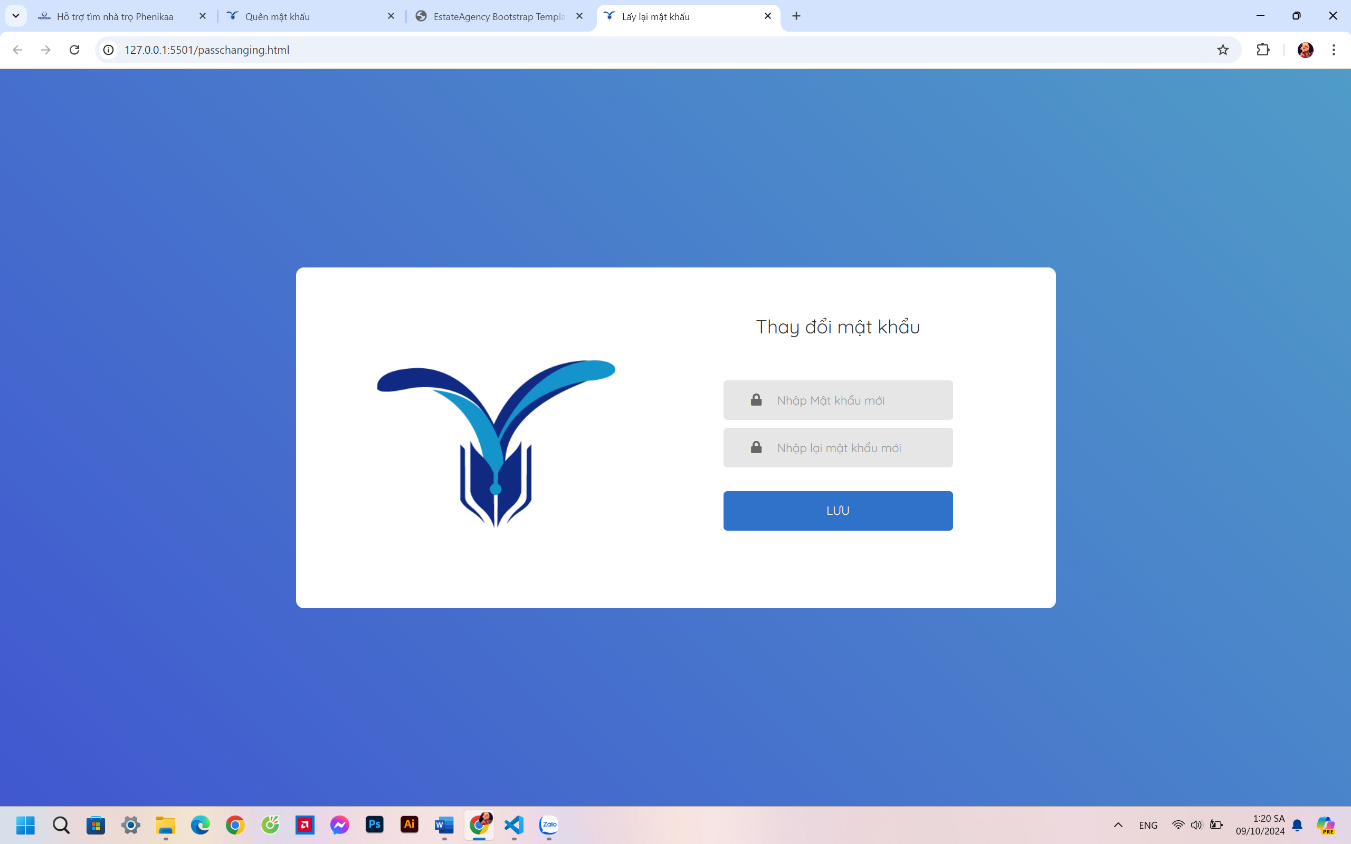 Hỗ trợ tìm nhà trọ Phenikaa
Quên mật khẩu
EstateAgency Bootstrap Templa
Lấy lại mật khẩu
127.0.0.1:5501/passchanging.html
Thay đổi mật khẩu
Nhập Mật khẩu mới
Nhập lại mật khẩu mới
LƯU
Ps
Ai
W
Zalo
ENG
1:20 SA
09/10/2024
PRE